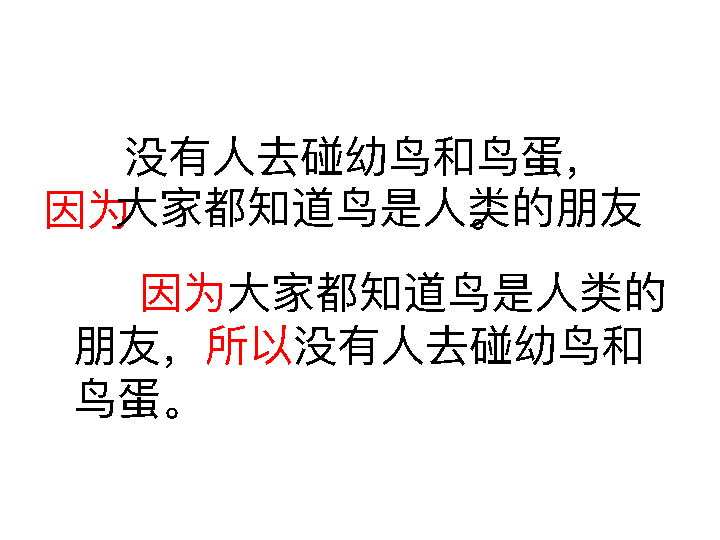 没有人去碰幼鸟和鸟蛋，
因为大家都知道鸟是人类的朋友。
因为大家都知道鸟是人类的
朋友，所以没有人去碰幼鸟和
鸟蛋。